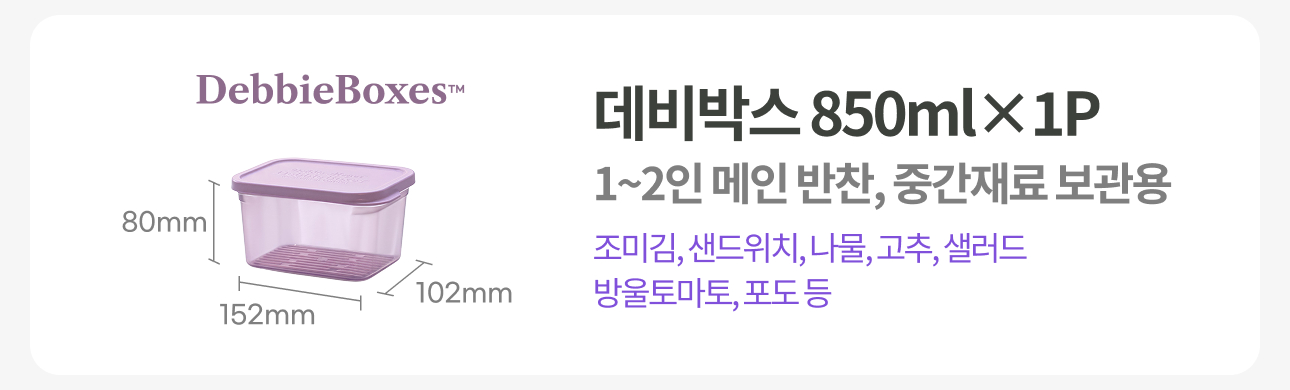 DebbieBoxes™
80mm
152mm
102mm
데비박스 850ml×1P
1~2인 메인 반찬, 중간재료 보관용
조미김, 샌드위치, 나물, 고추, 샐러드
방울토마토, 포도 등